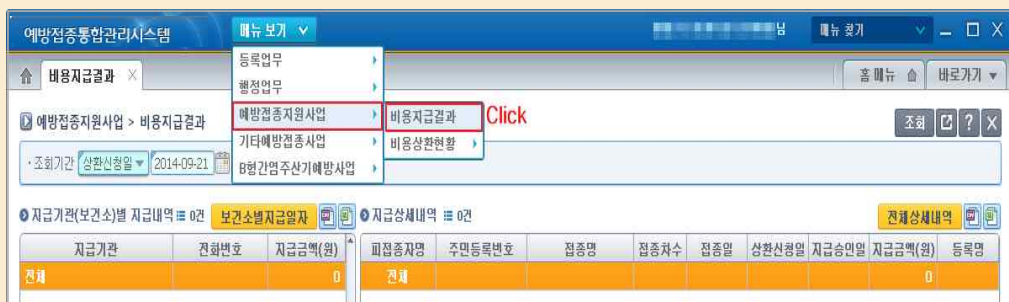 예방접종통합관리시스템 메뉴 보기 님 메뉴 찾기
비용지급결과 홈메뉴 바로가기
등록업무
행정업무
예방접종지원사업 비용지급결과 Click
기타예방접종사업 비용상환현황
B형간염주산기예방사업
예방접종지원사업 > 비용지급결과 조회 ? X
·조회기간 상환신청일 2014-09-21
지급기관(보건소)별 지급내역 0건 보건소별지급일자 지급상세내역 0건 전체상세내역
지급기관 전화번호 지급금액(원) 피접종자명 주민등록번호 접종명 접종차수 접종일 상환신청일 지급승인일 지급금액(원) 등록명
전체 0 전체 0